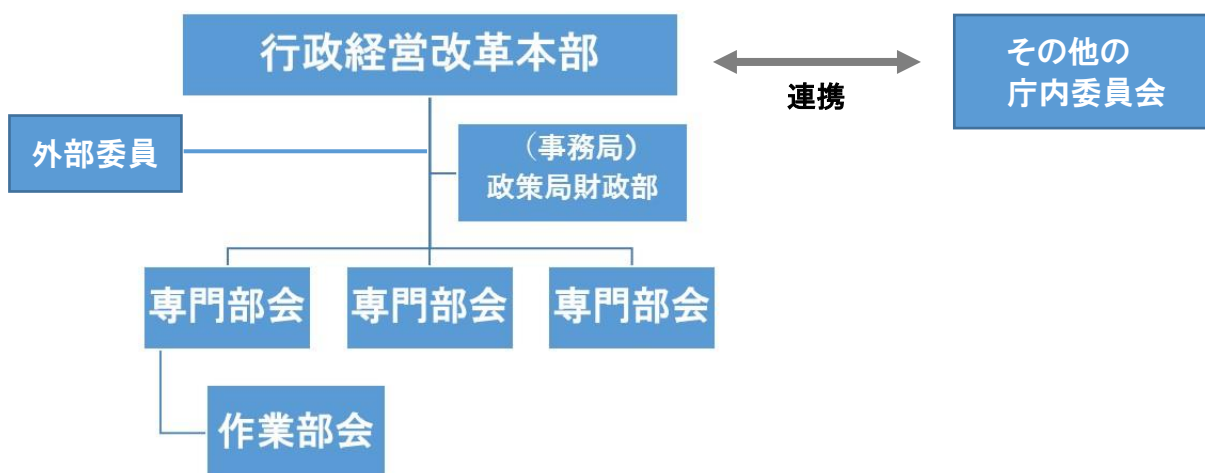 行政経営改革本部
その他の
庁内委員会
連携
外部委員
（事務局）
政策局財政部
専門部会
専門部会
専門部会
作業部会